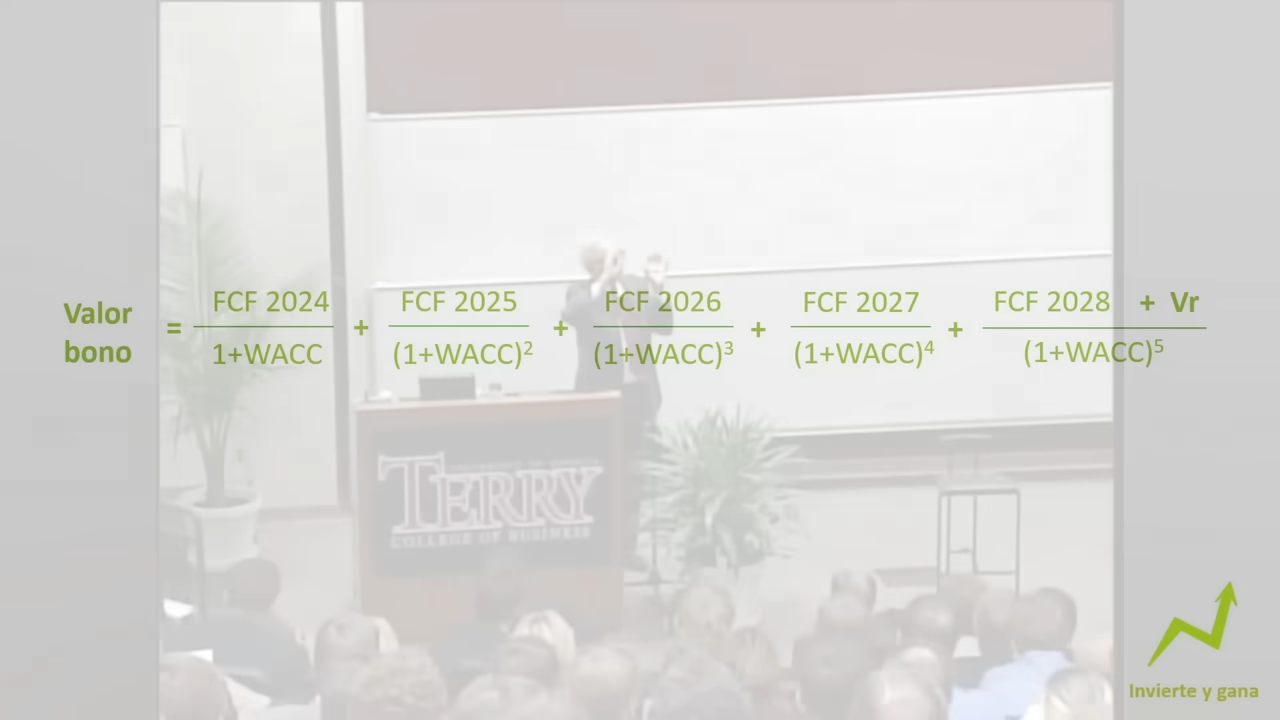 Valor bono = FCF 2024 / 1+WACC + FCF 2025 / (1+WACC)² + FCF 2026 / (1+WACC)³ + FCF 2027 / (1+WACC)⁴ + FCF 2028 + Vr / (1+WACC)⁵
TERRY
COLLEGE OF BUSINESS
Invierte y gana